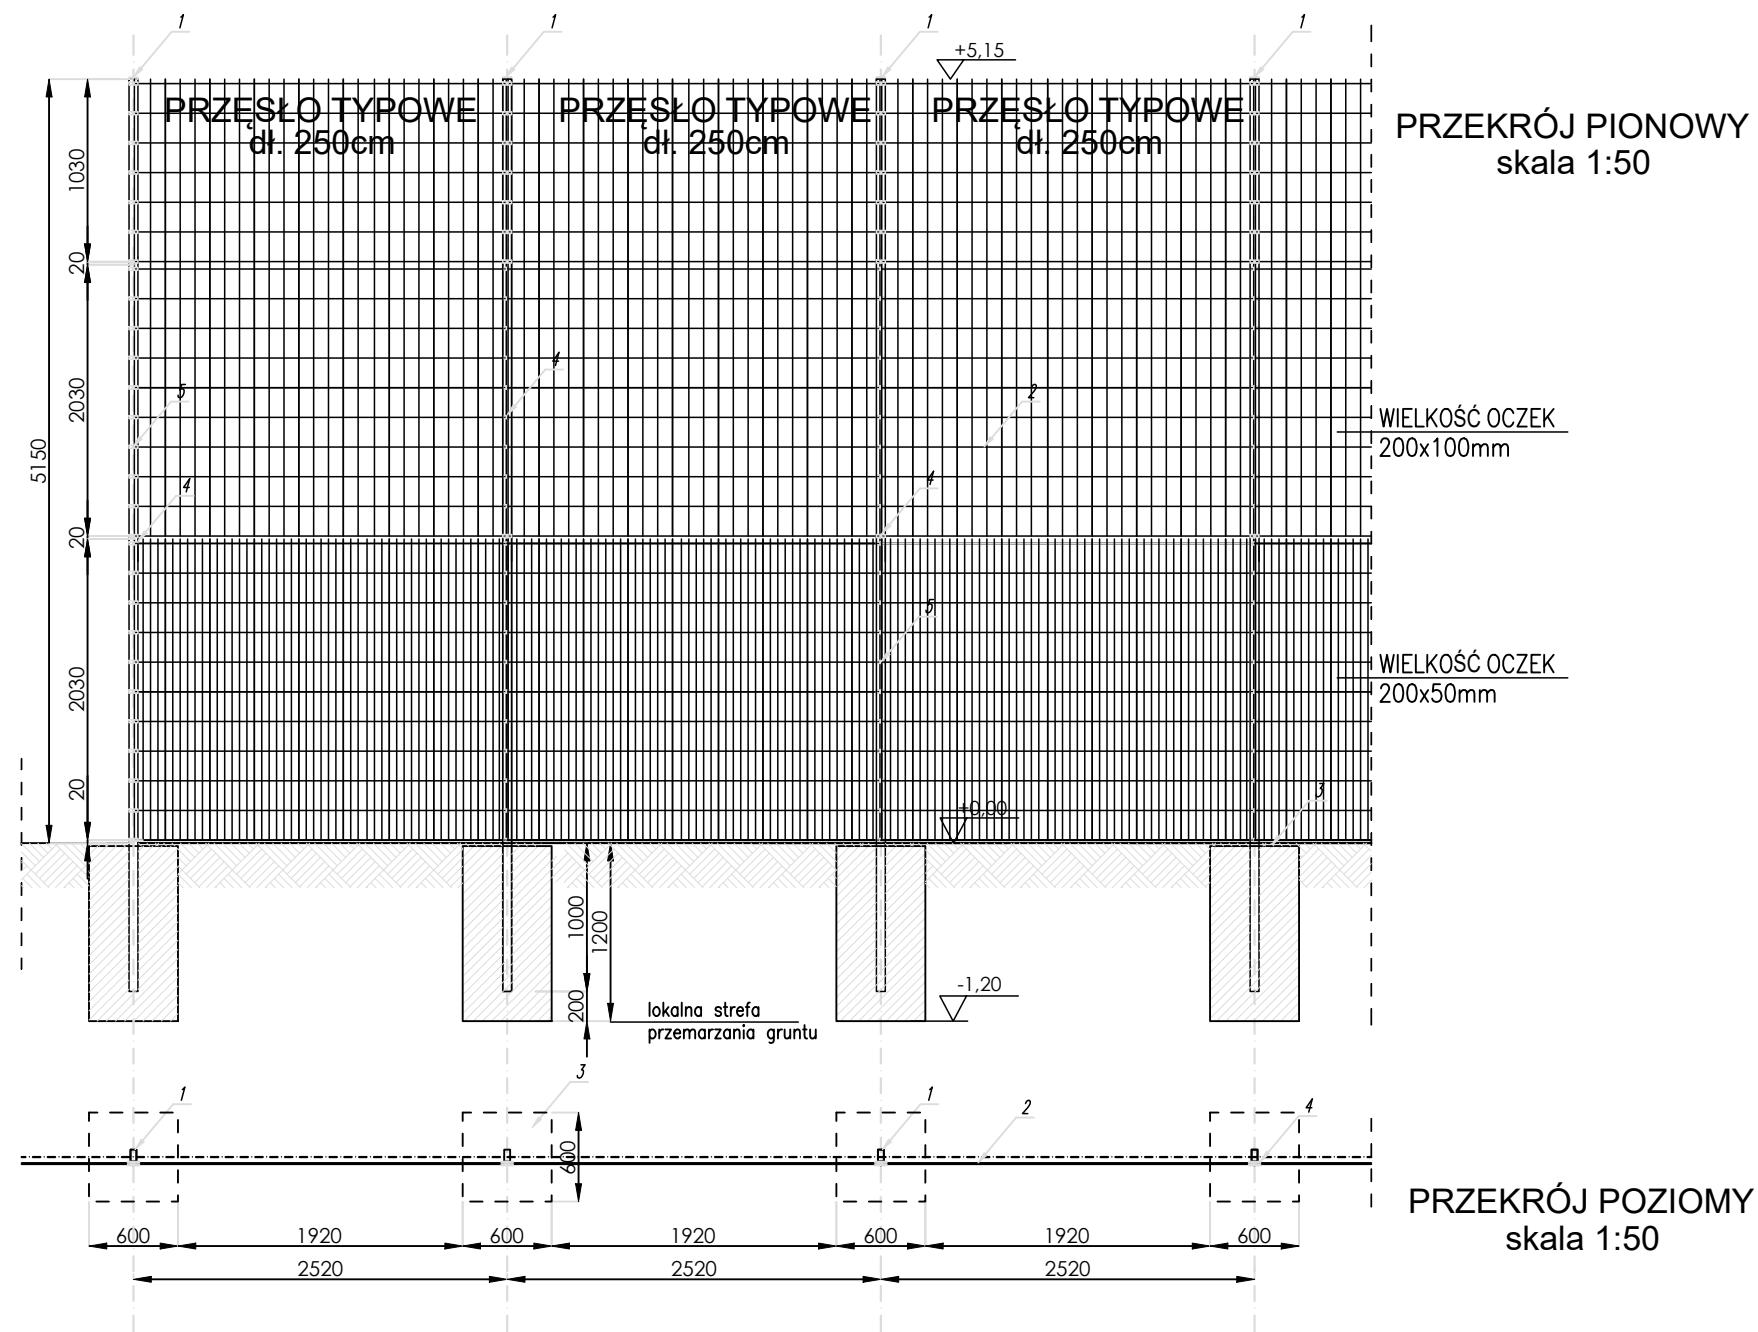 1
1
1
1
+5,15
PRZĘSŁO TYPOWE
dł. 250cm
PRZĘSŁO TYPOWE
dł. 250cm
PRZĘSŁO TYPOWE
dł. 250cm
PRZEKRÓJ PIONOWY
skala 1:50
1030
20
2030
5150
20
2030
20
5
4
4
2
4
5
3
WIELKOŚĆ OCZEK
200x100mm
WIELKOŚĆ OCZEK
200x50mm
+0,00
1000
1200
200
-1,20
lokalna strefa
przemarzania gruntu
1
3
1
2
4
600
PRZEKRÓJ POZIOMY
skala 1:50
600
1920
600
1920
600
1920
600
2520
2520
2520